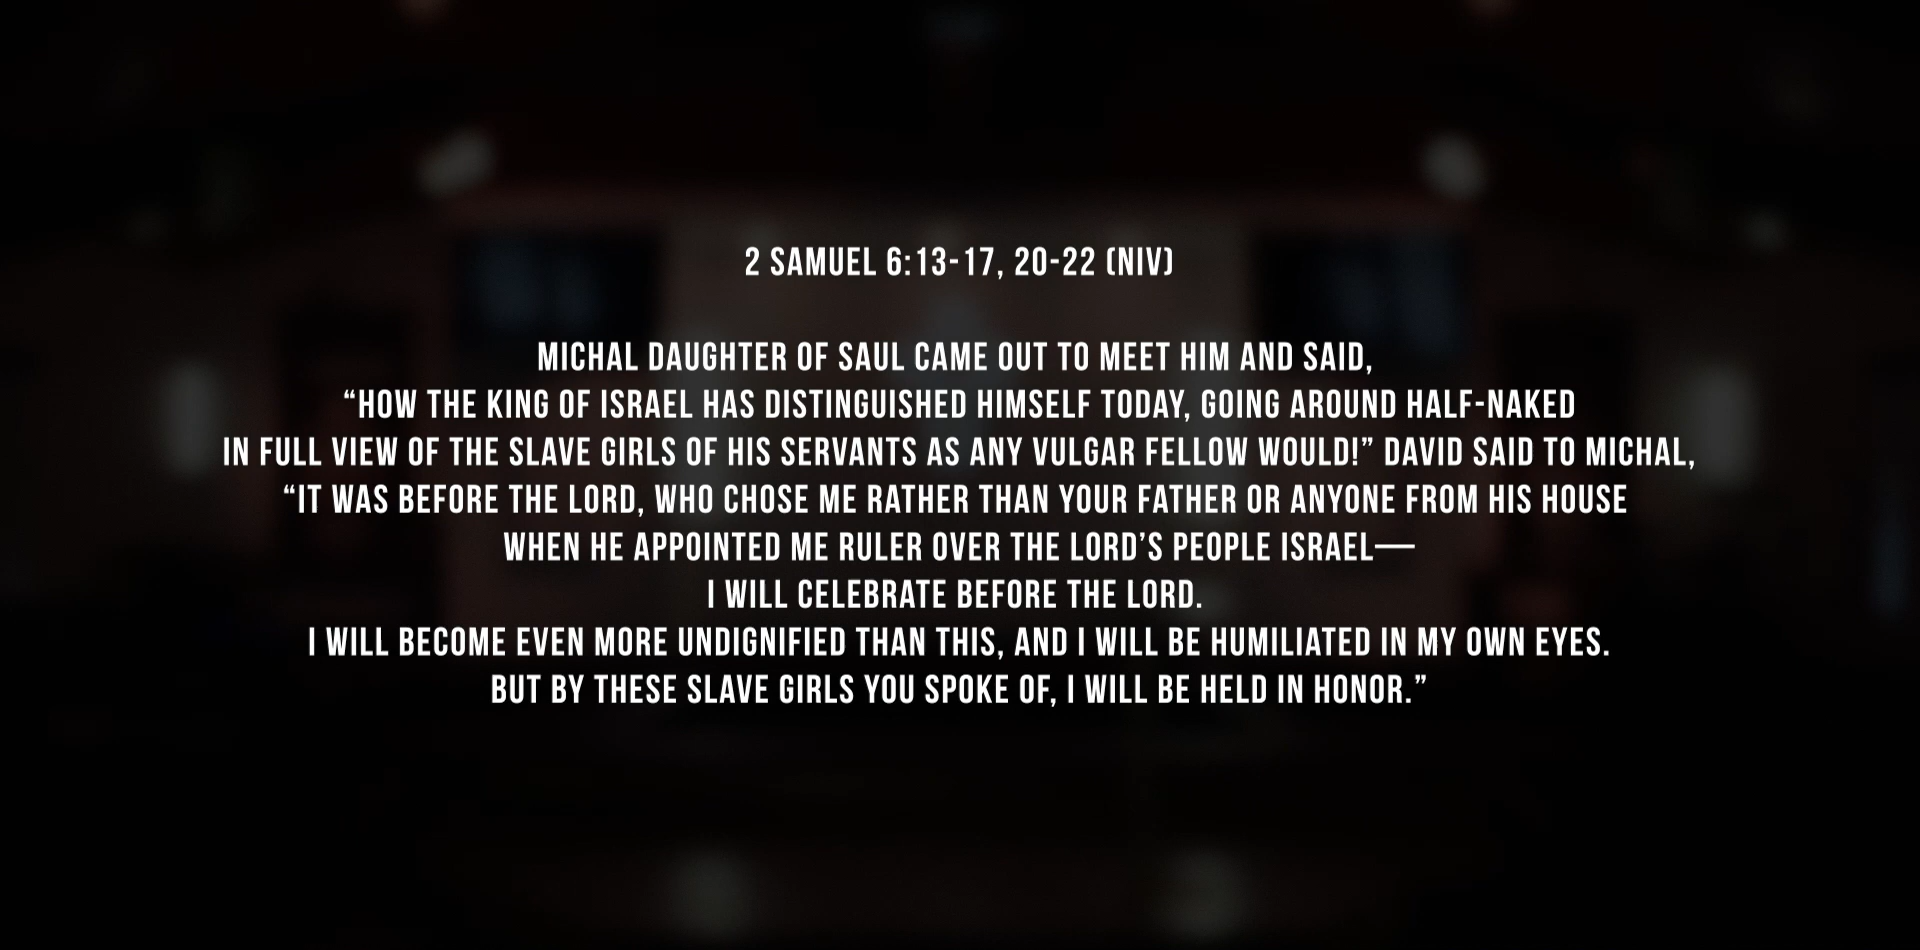 2 SAMUEL 6:13-17, 20-22 (NIV)
MICHAL DAUGHTER OF SAUL CAME OUT TO MEET HIM AND SAID,
“HOW THE KING OF ISRAEL HAS DISTINGUISHED HIMSELF TODAY, GOING AROUND HALF-NAKED
IN FULL VIEW OF THE SLAVE GIRLS OF HIS SERVANTS AS ANY VULGAR FELLOW WOULD!” DAVID SAID TO MICHAL,
“IT WAS BEFORE THE LORD, WHO CHOSE ME RATHER THAN YOUR FATHER OR ANYONE FROM HIS HOUSE
WHEN HE APPOINTED ME RULER OVER THE LORD’S PEOPLE ISRAEL—
I WILL CELEBRATE BEFORE THE LORD.
I WILL BECOME EVEN MORE UNDIGNIFIED THAN THIS, AND I WILL BE HUMILIATED IN MY OWN EYES.
BUT BY THESE SLAVE GIRLS YOU SPOKE OF, I WILL BE HELD IN HONOR.”